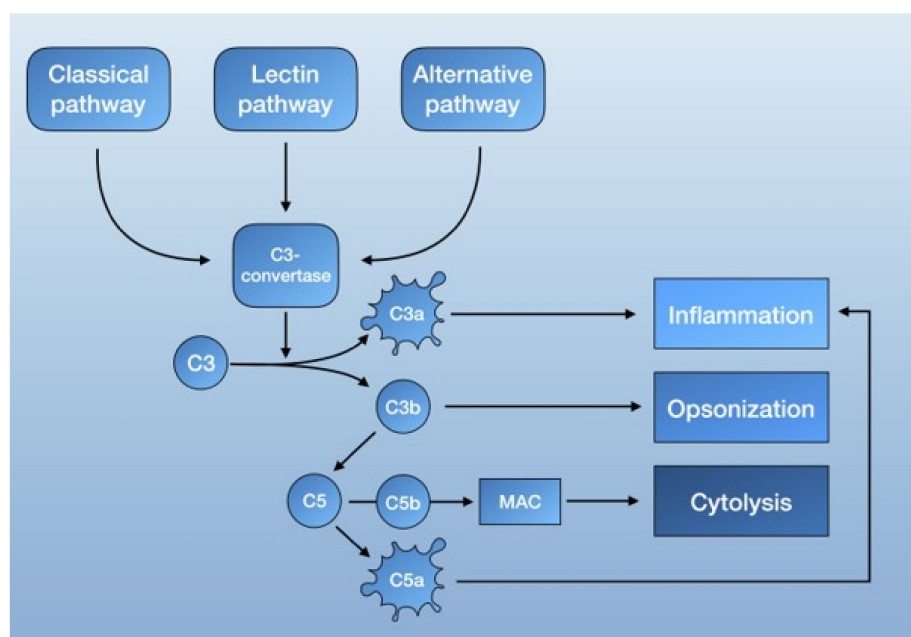 Classical
pathway
Lectin
pathway
Alternative
pathway
C3-
convertase
C3a
Inflammation
C3
C3b
Opsonization
C5
C5b
MAC
Cytolysis
C5a